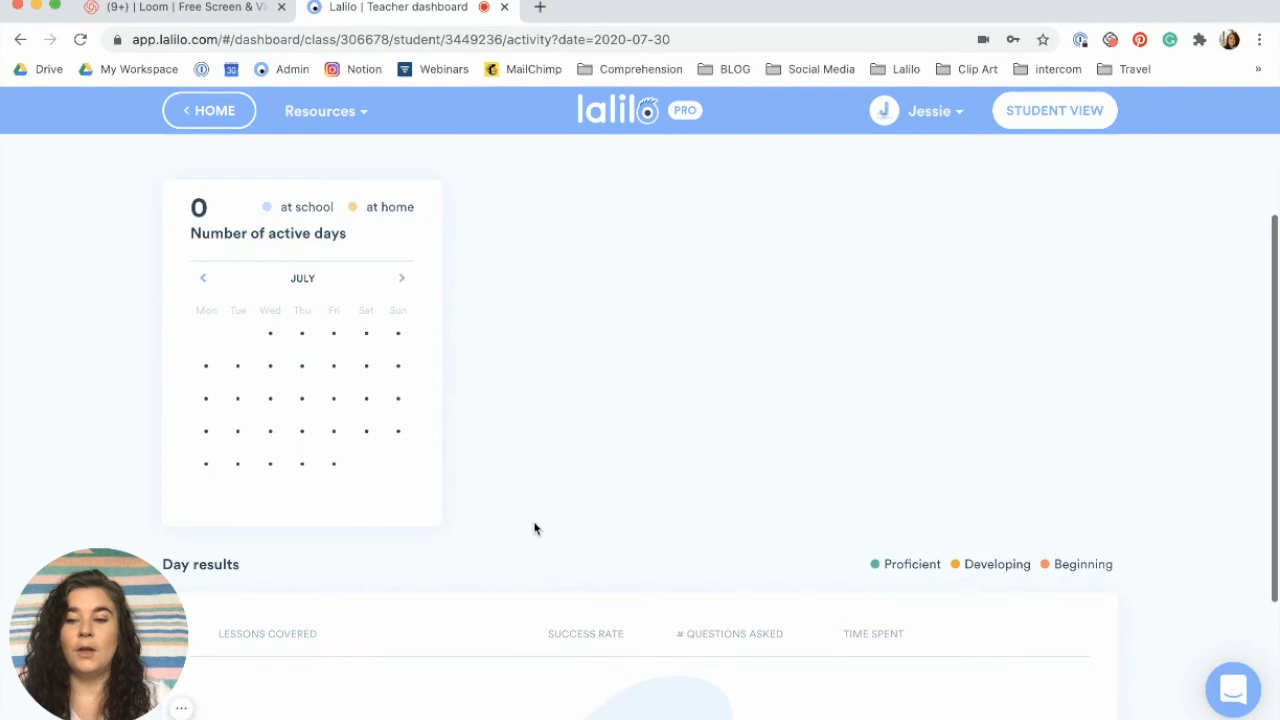 (9+) | Loom | Free Screen & Vi
Lalilo | Teacher dashboard
app.lalilo.com/#/dashboard/class/306678/student/3449236/activity?date=2020-07-30
Drive
My Workspace
Admin
Notion
Webinars
MailChimp
Comprehension
BLOG
Social Media
Lalilo
Clip Art
intercom
Travel
»
< HOME
Resources
lalilo PRO
J
Jessie
STUDENT VIEW
0
at school
at home
Number of active days
JULY
Mon Tue Wed Thu Fri Sat Sun
Day results
Proficient
Developing
Beginning
LESSONS COVERED
SUCCESS RATE
# QUESTIONS ASKED
TIME SPENT